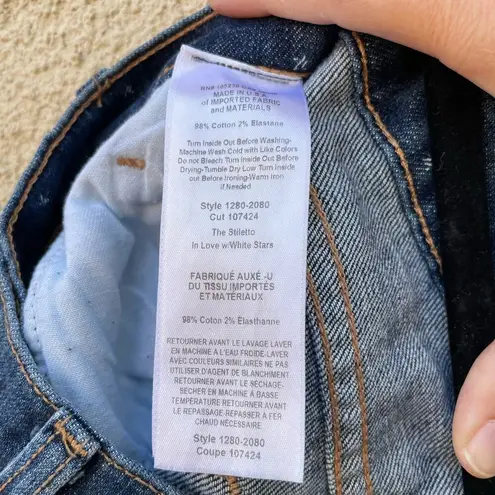 MADE IN U.S.A
of IMPORTED FABRIC
and MATERIALS
98% Cotton 2% Elastane
Turn Inside Out Before Washing-
Machine Wash Cold with Like Colors
Do not Bleach Turn Inside Out Before
Drying-Tumble Dry Low Turn Inside
out Before Ironing-Warm Iron
if Needed
Style 1280-2080
Cut 107424
The Stiletto
In Love w/White Stars
FABRIQUÉ AUXÉ -U
DU TISSU IMPORTÉS
ET MATÉRIAUX
98% Coton 2% Élasthanne
RETOURNER AVANT LE LAVAGE LAVER
EN MACHINE A L'EAU FROIDE-LAVER
AVEC COULEURS SIMILAIRES NE PAS
UTILISER D'AGENT DE BLANCHIMENT
RETOURNER AVANT LE SECHAGE-
SECHER EN MACHINE À BASSE
TEMPERATURE RETOURNER AVANT
LE REPASSAGE-REPASSER A FER
CHAUD NÉCESSAIRE
Style 1280-2080
Coupe 107424